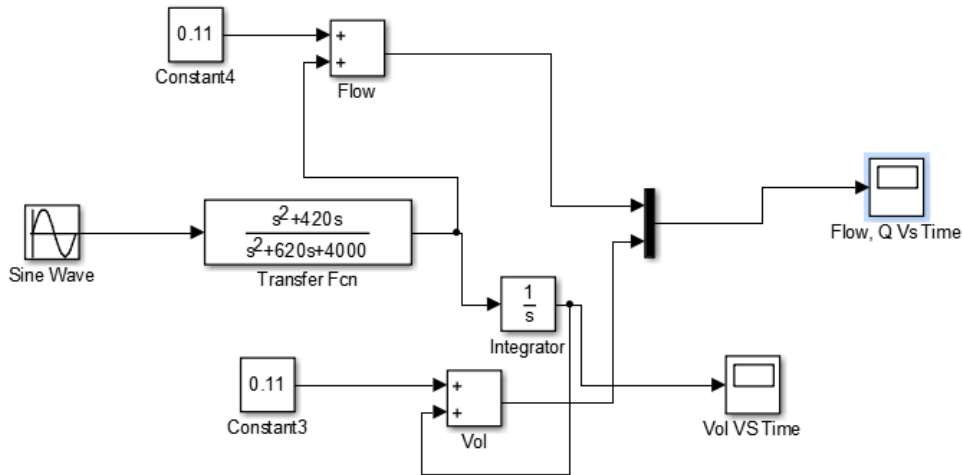 0.11
Constant4
+
+
Flow
Sine Wave
s²+420s
s²+620s+4000
Transfer Fcn
1
s
Integrator
Flow, Q Vs Time
0.11
Constant3
+
+
Vol
Vol VS Time